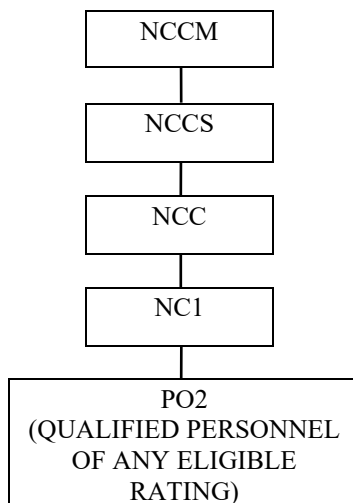 NCCM
NCCS
NCC
NC1
PO2
(QUALIFIED PERSONNEL
OF ANY ELIGIBLE
RATING)